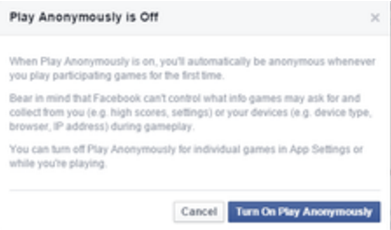 Play Anonymously is Off
When Play Anonymously is on, you'll automatically be anonymous whenever
you play participating games for the first time.
Bear in mind that Facebook can't control what info games may ask for and
collect from you (e.g. high scores, settings) or your devices (e.g. device type,
browser, IP address) during gameplay.
You can turn off Play Anonymously for individual games in App Settings or
while you're playing.
Cancel Turn On Play Anonymously